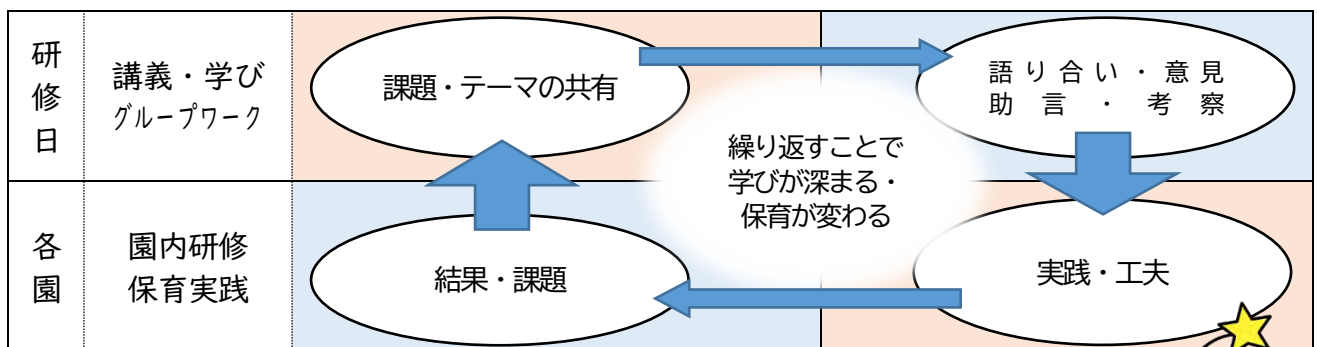 研修日
講義・学び
グループワーク
課題・テーマの共有
語り合い・意見
助言・考察
繰り返すことで
学びが深まる・
保育が変わる
各園
園内研修
保育実践
結果・課題
実践・工夫